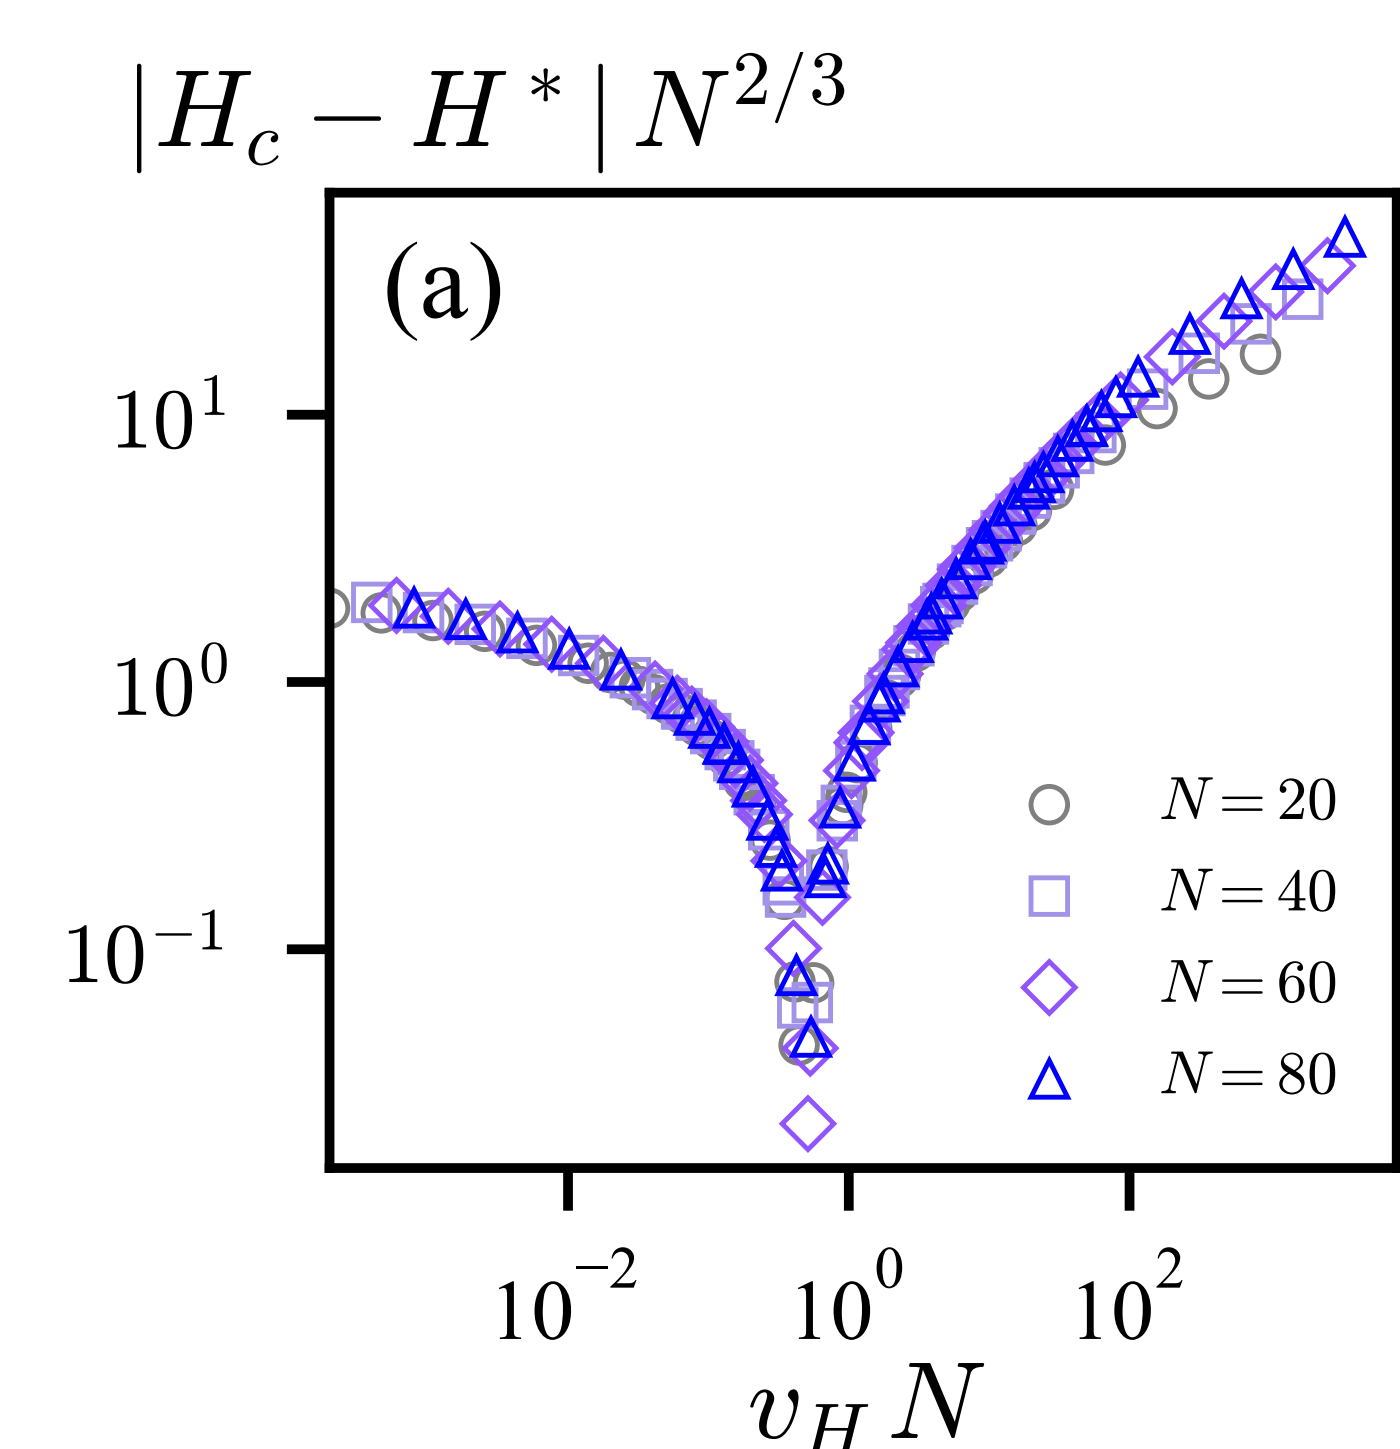 |H_c − H*| N^{2/3}
(a)
10^1
10^0
10^{−1}
N = 20
N = 40
N = 60
N = 80
10^{−2} 10^0 10^2
v_H N